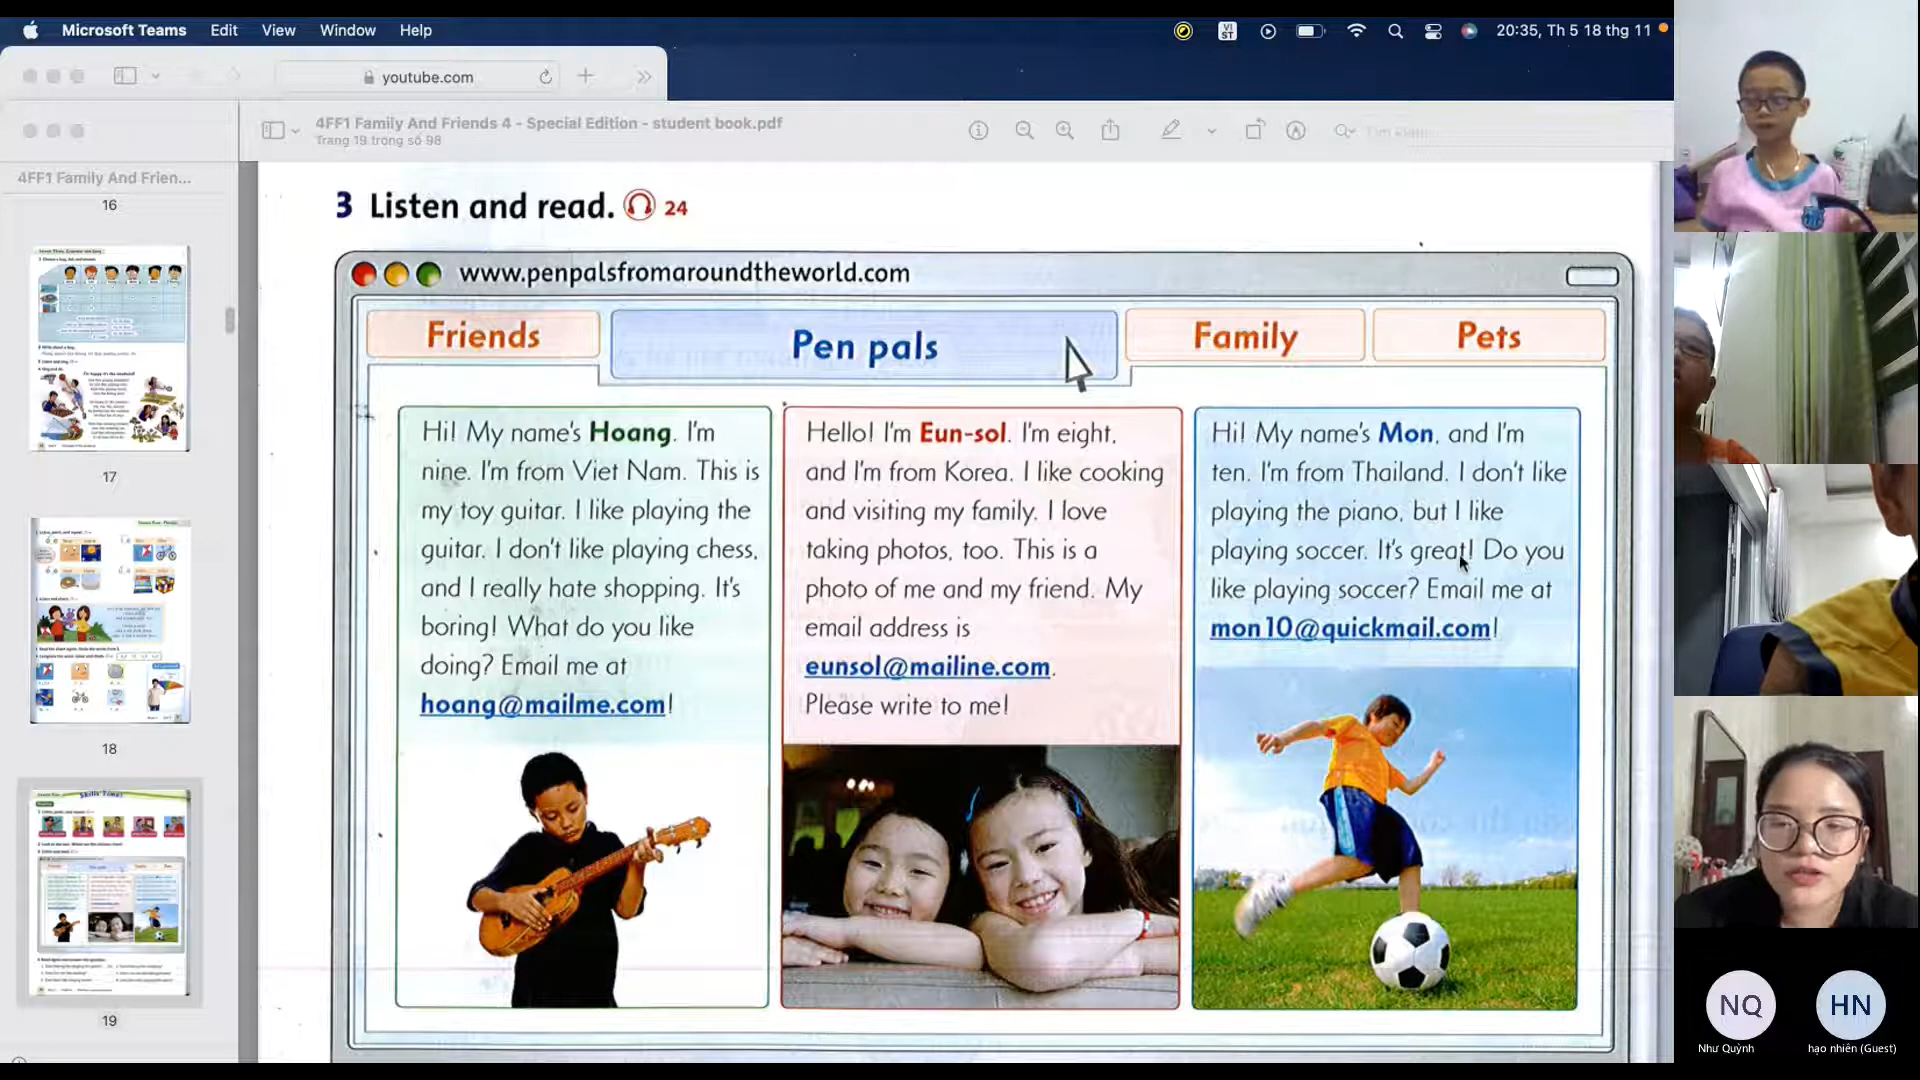 Microsoft Teams Edit View Window Help
VI
ST
20:35, Th 5 18 thg 11
youtube.com
4FF1 Family And Friends 4 - Special Edition - student book.pdf
Trang 19 trong số 98
4FF1 Family And Frien...
16
17
18
19
3 Listen and read. 24
www.penpalsfromaroundtheworld.com
Friends
Pen pals
Family
Pets
Hi! My name's Hoang. I'm
nine. I'm from Viet Nam. This is
my toy guitar. I like playing the
guitar. I don't like playing chess,
and I really hate shopping. It's
boring! What do you like
doing? Email me at
hoang@mailme.com!
Hello! I'm Eun-sol. I'm eight,
and I'm from Korea. I like cooking
and visiting my family. I love
taking photos, too. This is a
photo of me and my friend. My
email address is
eunsol@mailine.com.
Please write to me!
Hi! My name's Mon, and I'm
ten. I'm from Thailand. I don't like
playing the piano, but I like
playing soccer. It's great! Do you
like playing soccer? Email me at
mon10@quickmail.com!
NQ
Như Quỳnh
HN
hạo nhiên (Guest)